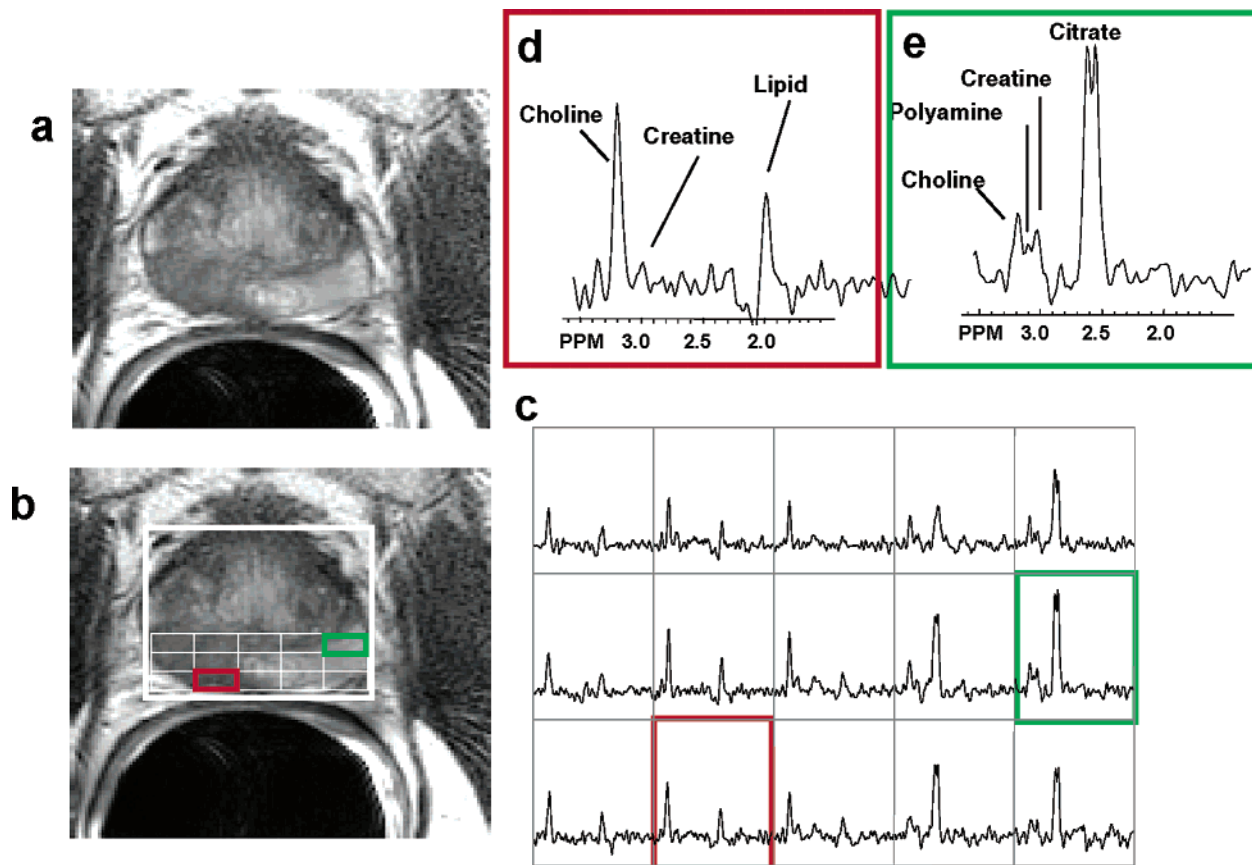 a
b
c
d
Choline
Creatine
Lipid
PPM 3.0 2.5 2.0
e
Citrate
Creatine
Polyamine
Choline
PPM 3.0 2.5 2.0